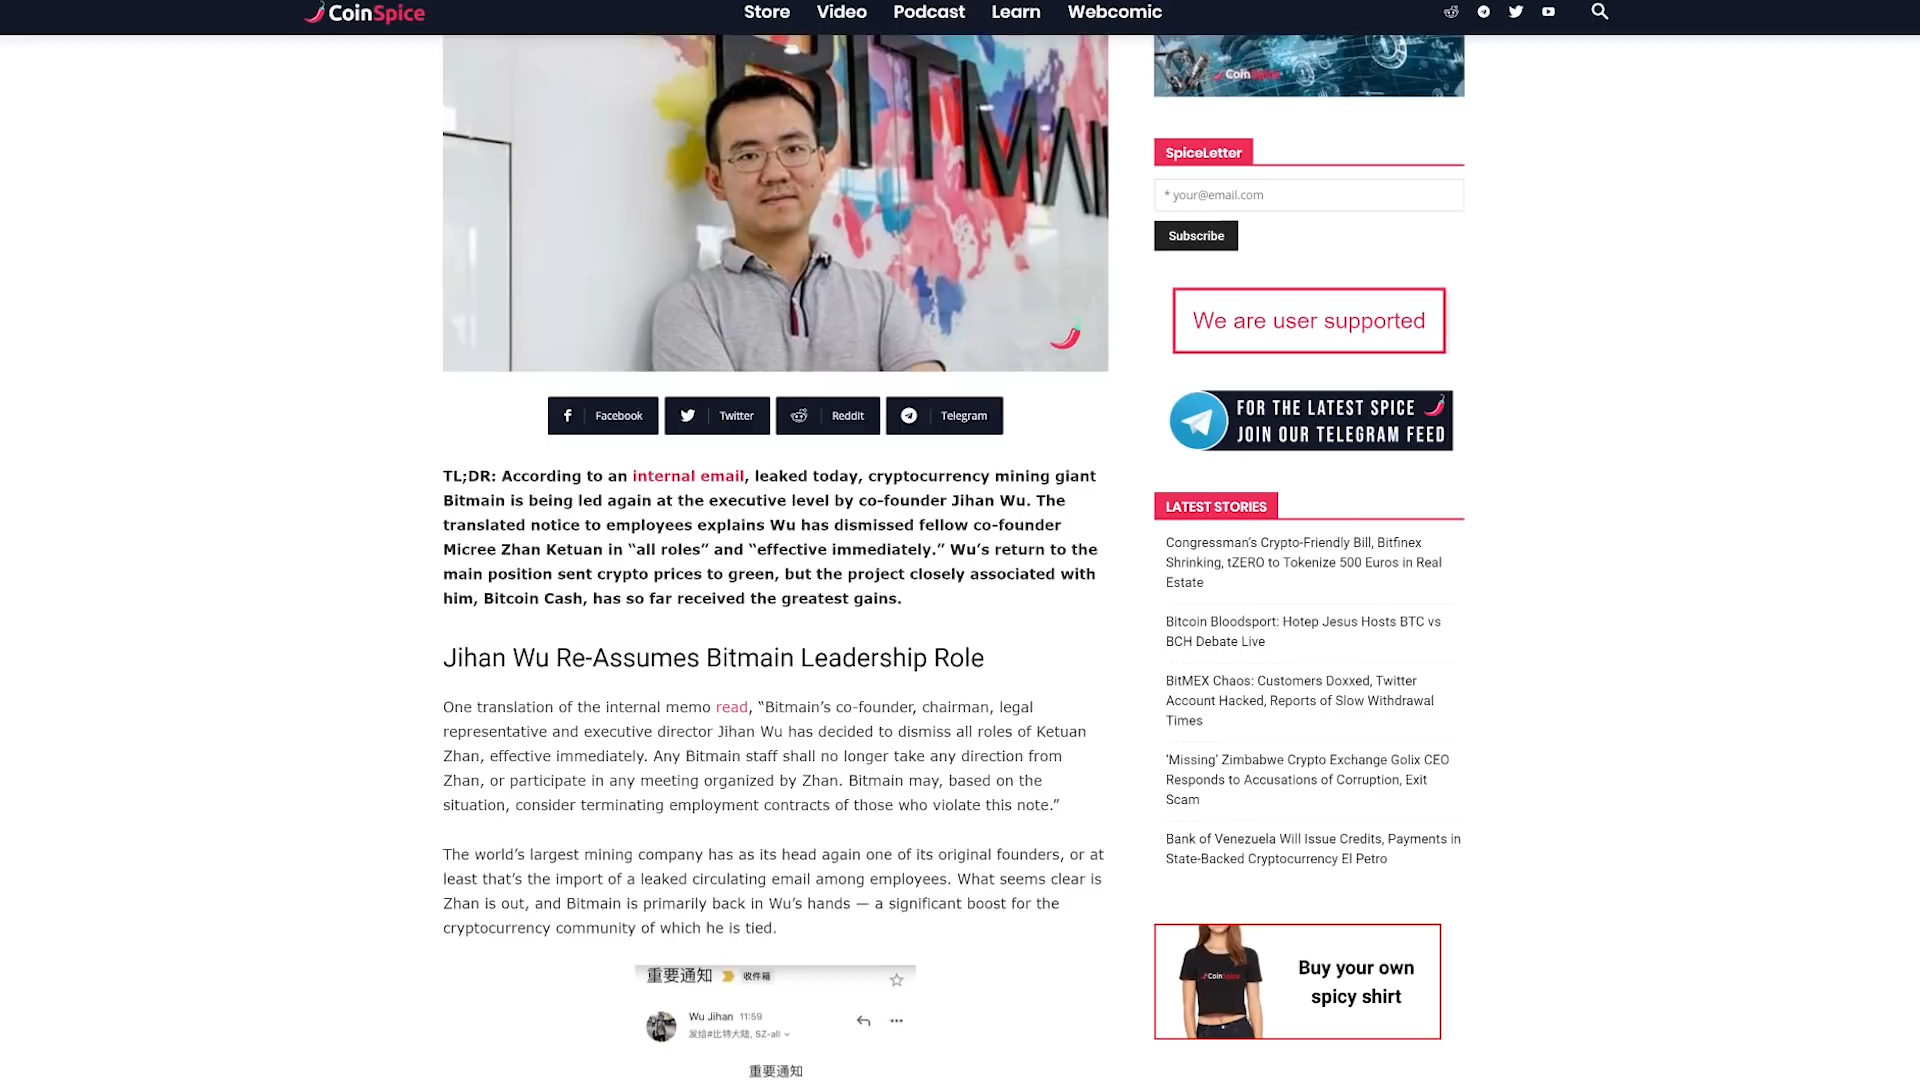 CoinSpice
Store Video Podcast Learn Webcomic
BITMAIN
CoinSpice
SpiceLetter
* your@email.com
Subscribe
We are user supported
FOR THE LATEST SPICE
JOIN OUR TELEGRAM FEED
Facebook
Twitter
Reddit
Telegram
TL;DR: According to an internal email, leaked today, cryptocurrency mining giant
Bitmain is being led again at the executive level by co-founder Jihan Wu. The
translated notice to employees explains Wu has dismissed fellow co-founder
Micree Zhan Ketuan in “all roles” and “effective immediately.” Wu’s return to the
main position sent crypto prices to green, but the project closely associated with
him, Bitcoin Cash, has so far received the greatest gains.
Jihan Wu Re-Assumes Bitmain Leadership Role
One translation of the internal memo read, “Bitmain’s co-founder, chairman, legal
representative and executive director Jihan Wu has decided to dismiss all roles of Ketuan
Zhan, effective immediately. Any Bitmain staff shall no longer take any direction from
Zhan, or participate in any meeting organized by Zhan. Bitmain may, based on the
situation, consider terminating employment contracts of those who violate this note.”
The world’s largest mining company has as its head again one of its original founders, or at
least that’s the import of a leaked circulating email among employees. What seems clear is
Zhan is out, and Bitmain is primarily back in Wu’s hands — a significant boost for the
cryptocurrency community of which he is tied.
重要通知 收件箱
Wu Jihan 11:59
发给#比特大陆, SZ-all
重要通知
LATEST STORIES
Congressman’s Crypto-Friendly Bill, Bitfinex
Shrinking, tZERO to Tokenize 500 Euros in Real
Estate
Bitcoin Bloodsport: Hotep Jesus Hosts BTC vs
BCH Debate Live
BitMEX Chaos: Customers Doxxed, Twitter
Account Hacked, Reports of Slow Withdrawal
Times
‘Missing’ Zimbabwe Crypto Exchange Golix CEO
Responds to Accusations of Corruption, Exit
Scam
Bank of Venezuela Will Issue Credits, Payments in
State-Backed Cryptocurrency El Petro
CoinSpice
Buy your own
spicy shirt